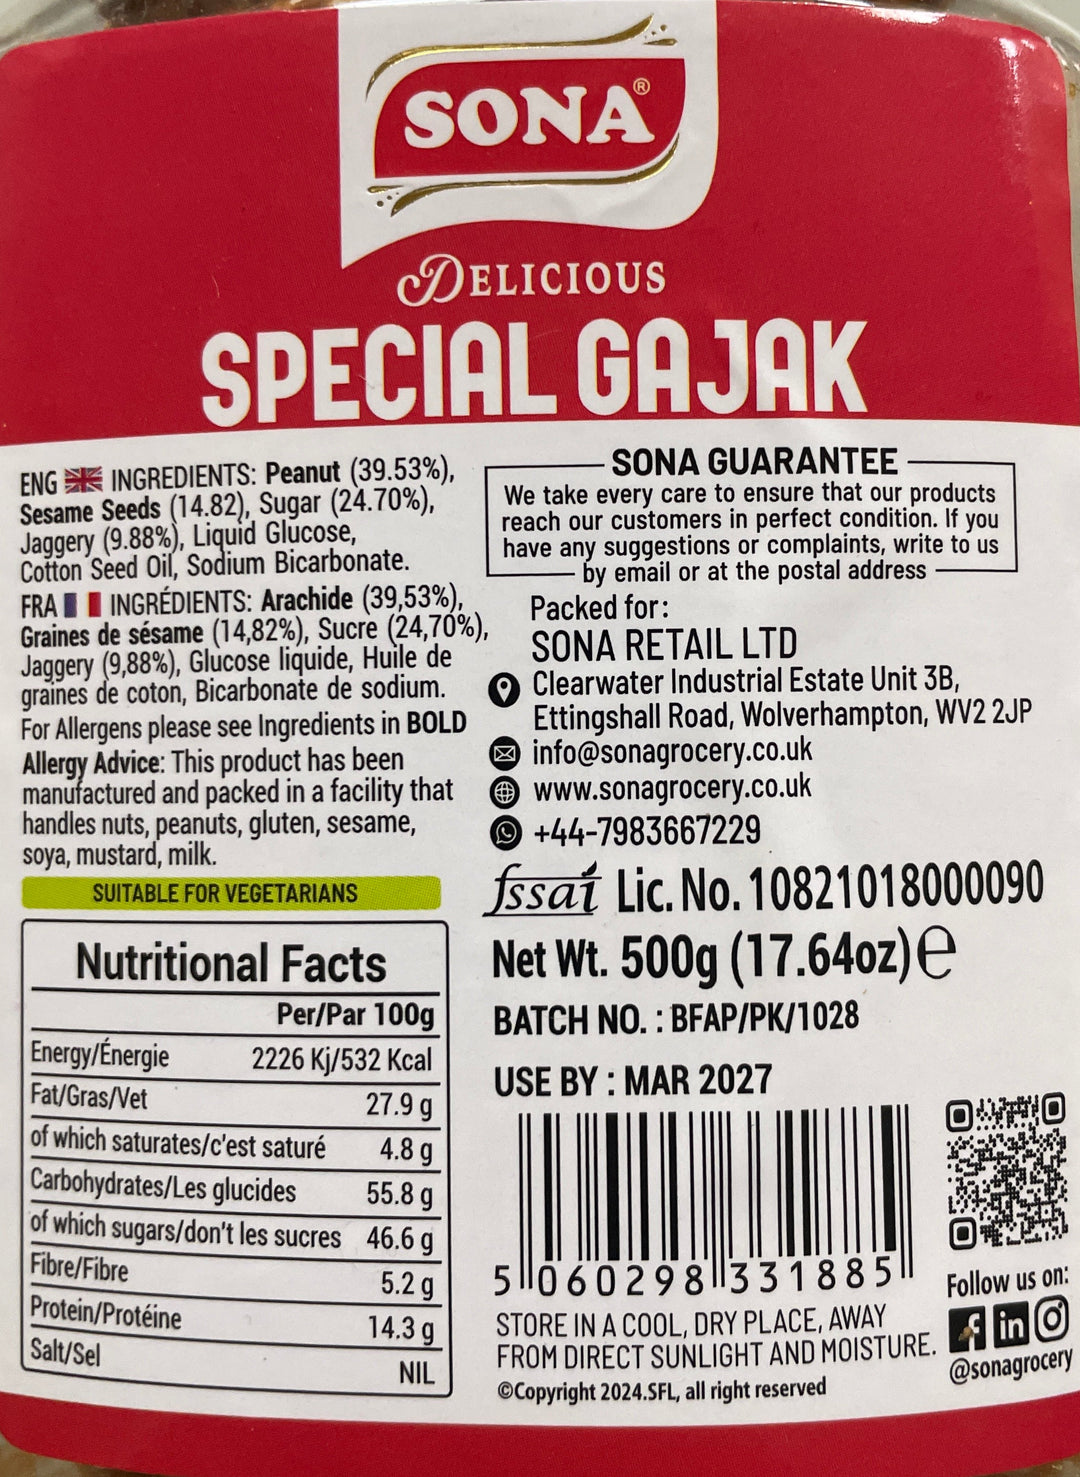 SONA®
DELICIOUS
SPECIAL GAJAK
ENG INGREDIENTS: Peanut (39.53%),
Sesame Seeds (14.82), Sugar (24.70%),
Jaggery (9.88%), Liquid Glucose,
Cotton Seed Oil, Sodium Bicarbonate.
FRA INGRÉDIENTS: Arachide (39,53%),
Graines de sésame (14,82%), Sucre (24,70%),
Jaggery (9,88%), Glucose liquide, Huile de
graines de coton, Bicarbonate de sodium.
For Allergens please see Ingredients in BOLD
Allergy Advice: This product has been
manufactured and packed in a facility that
handles nuts, peanuts, gluten, sesame,
soya, mustard, milk.
SUITABLE FOR VEGETARIANS
Nutritional Facts
Per/Par 100g
Energy/Énergie 2226 Kj/532 Kcal
Fat/Gras/Vet 27.9 g
of which saturates/c'est saturé 4.8 g
Carbohydrates/Les glucides 55.8 g
of which sugars/don't les sucres 46.6 g
Fibre/Fibre 5.2 g
Protein/Protéine 14.3 g
Salt/Sel NIL
SONA GUARANTEE
We take every care to ensure that our products
reach our customers in perfect condition. If you
have any suggestions or complaints, write to us
by email or at the postal address
Packed for:
SONA RETAIL LTD
Clearwater Industrial Estate Unit 3B,
Ettingshall Road, Wolverhampton, WV2 2JP
info@sonagrocery.co.uk
www.sonagrocery.co.uk
+44-7983667229
fssai Lic. No. 10821018000090
Net Wt. 500g (17.64oz) e
BATCH NO. : BFAP/PK/1028
USE BY : MAR 2027
5 060298 331885
STORE IN A COOL, DRY PLACE, AWAY
FROM DIRECT SUNLIGHT AND MOISTURE.
©Copyright 2024.SFL, all right reserved
Follow us on:
f in
@sonagrocery